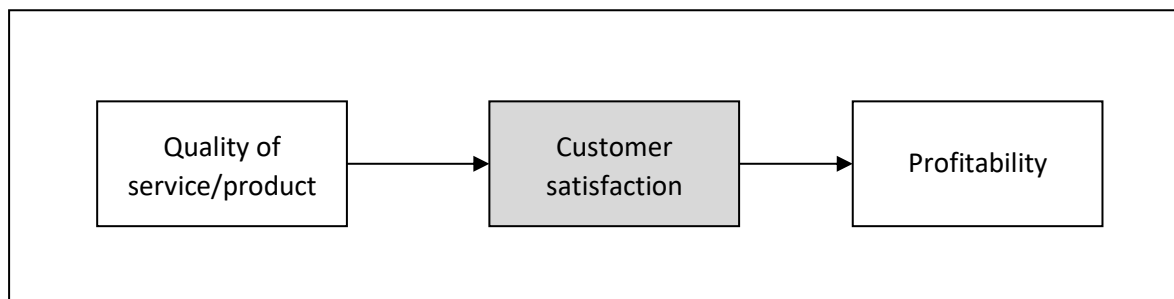 Quality of
service/product
Customer
satisfaction
Profitability